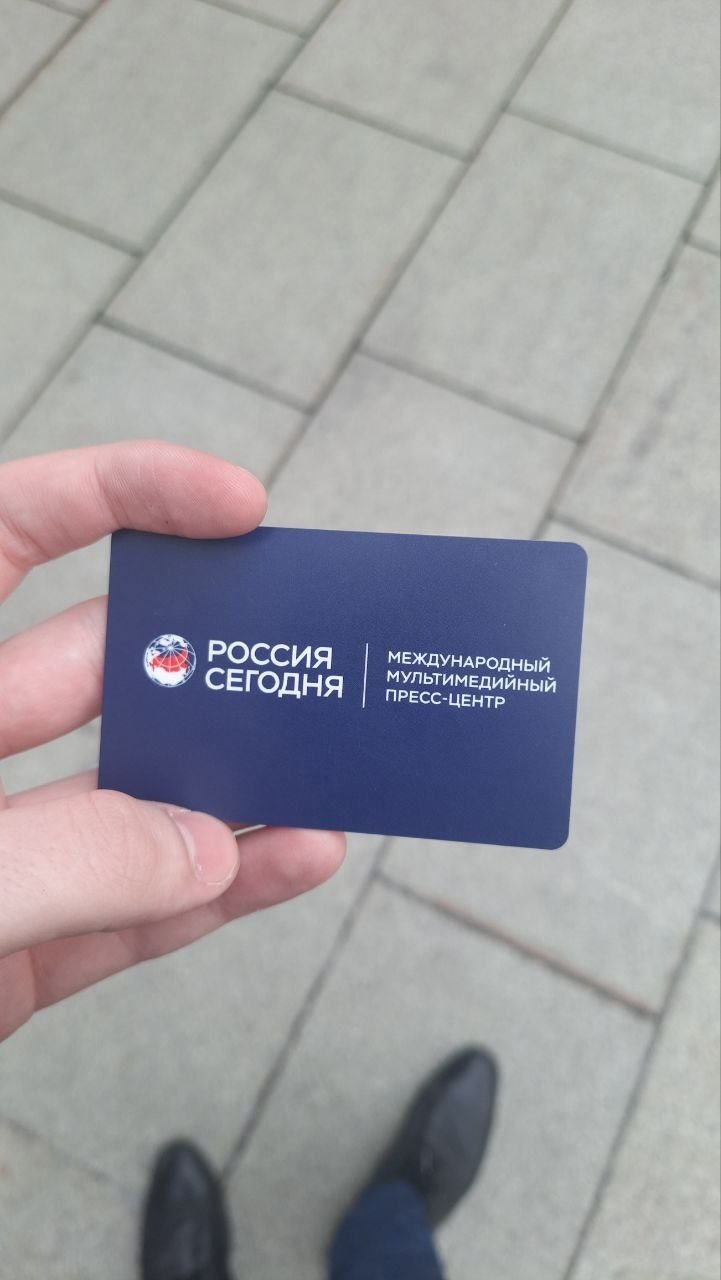 РОССИЯ
СЕГОДНЯ
МЕЖДУНАРОДНЫЙ
МУЛЬТИМЕДИЙНЫЙ
ПРЕСС-ЦЕНТР